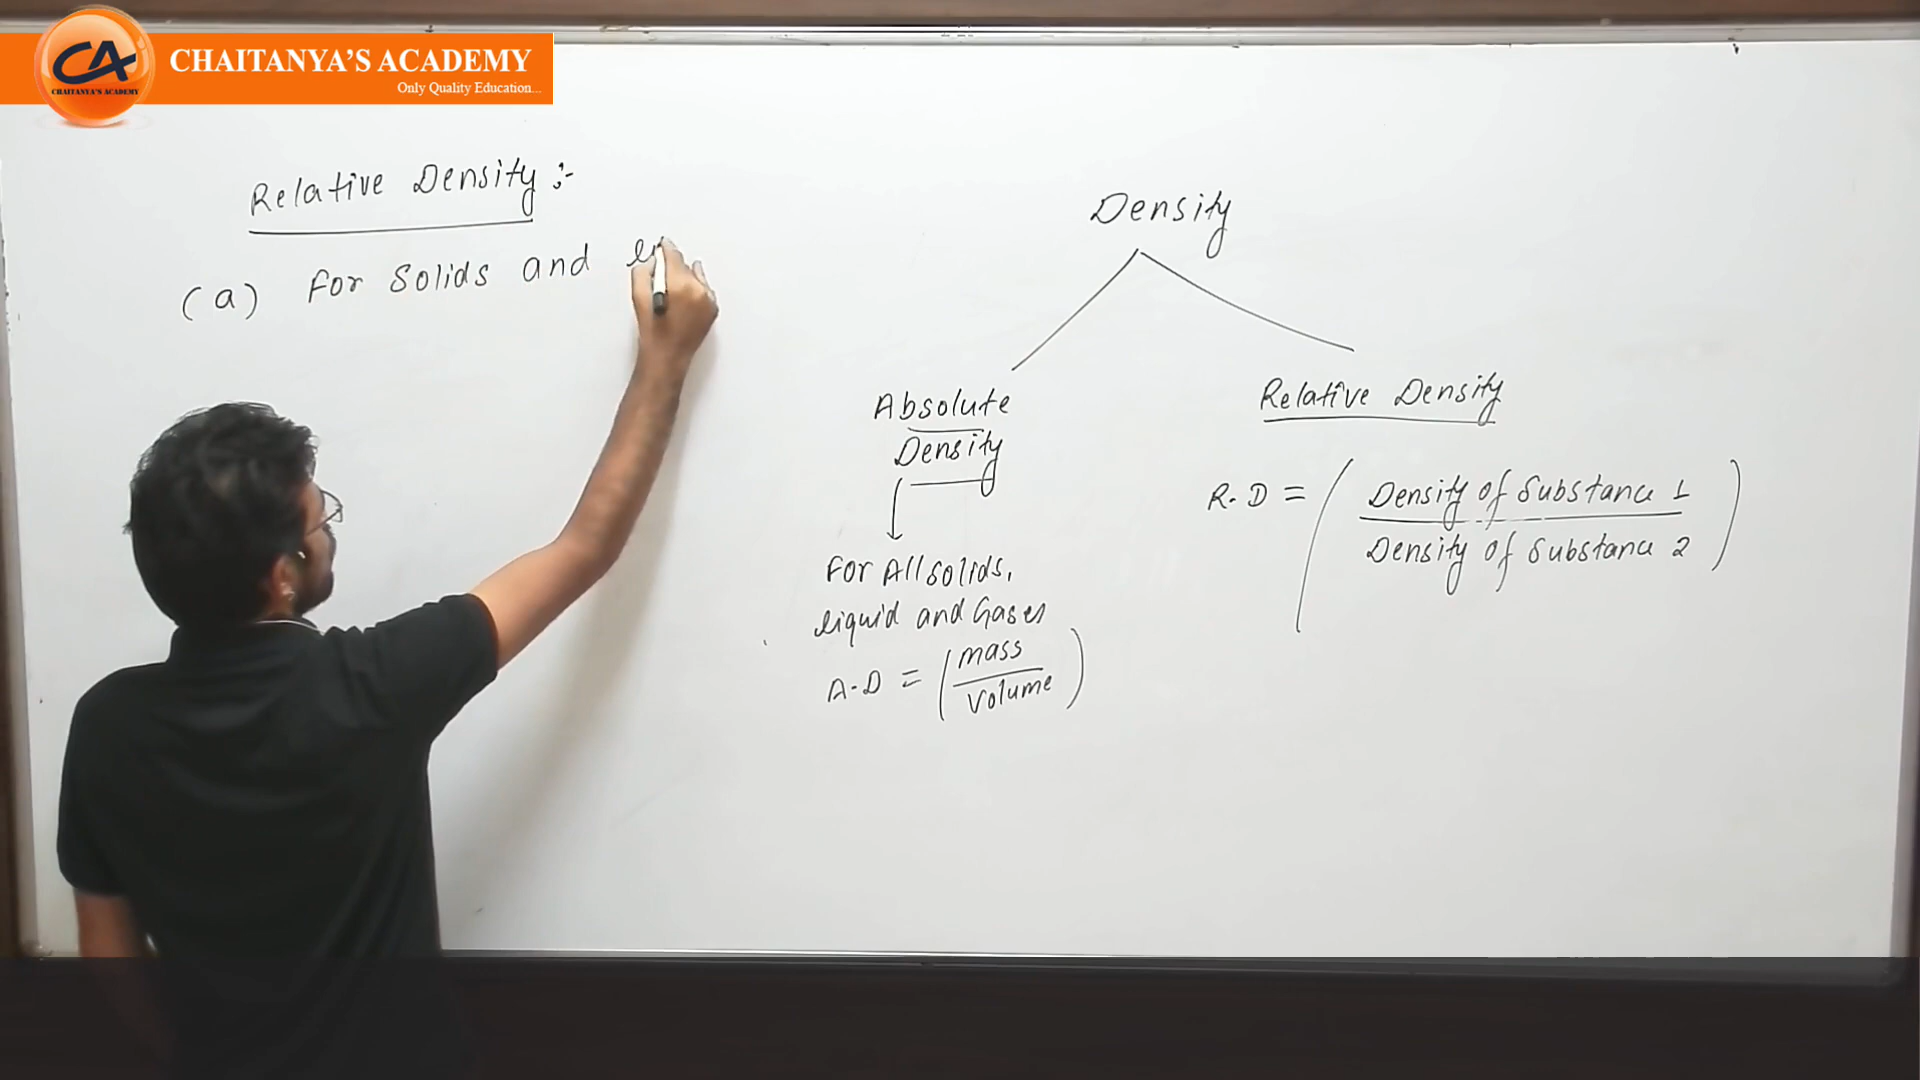 CA
CHAITANYA'S ACADEMY
CHAITANYA'S ACADEMY
Only Quality Education...
Relative Density :-
(a) For Solids and
Density
Absolute
Density
For All Solids,
liquid and Gases
A.D = (mass
volume)
Relative Density
R.D = (Density of Substance 1
Density of Substance 2)